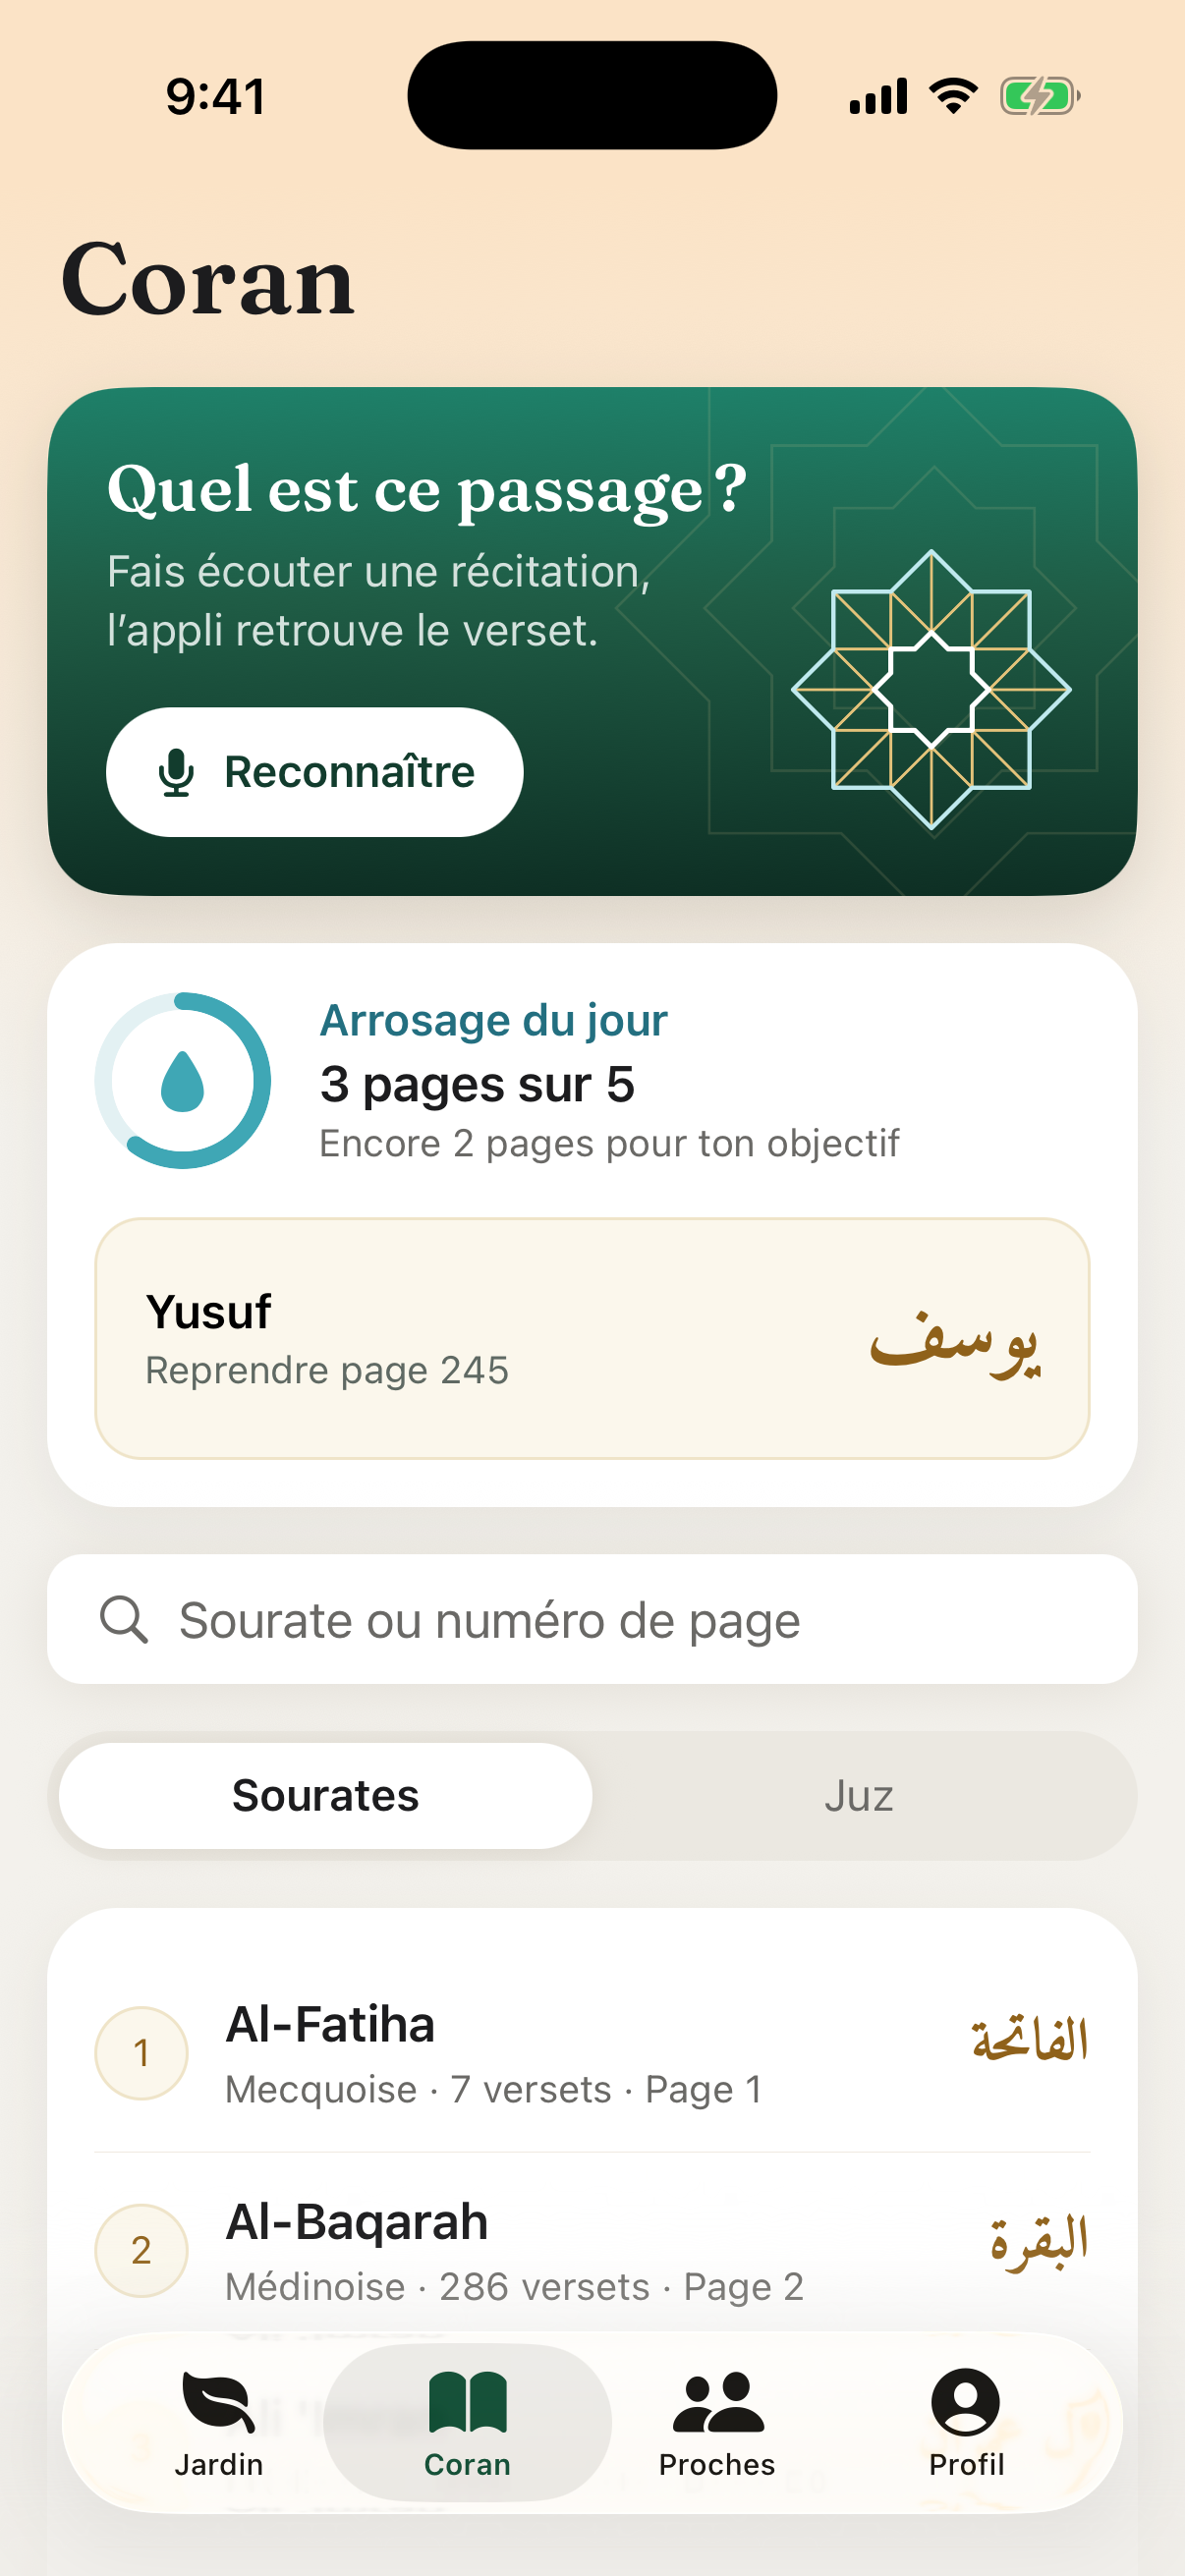 9:41
Coran
Quel est ce passage ?
Fais écouter une récitation,
l’appli retrouve le verset.
Reconnaître
Arrosage du jour
3 pages sur 5
Encore 2 pages pour ton objectif
Yusuf
Reprendre page 245
يوسف
Sourate ou numéro de page
Sourates
Juz
1
Al-Fatiha
الفاتحة
Mecquoise · 7 versets · Page 1
2
Al-Baqarah
البقرة
Médinoise · 286 versets · Page 2
Jardin
Coran
Proches
Profil